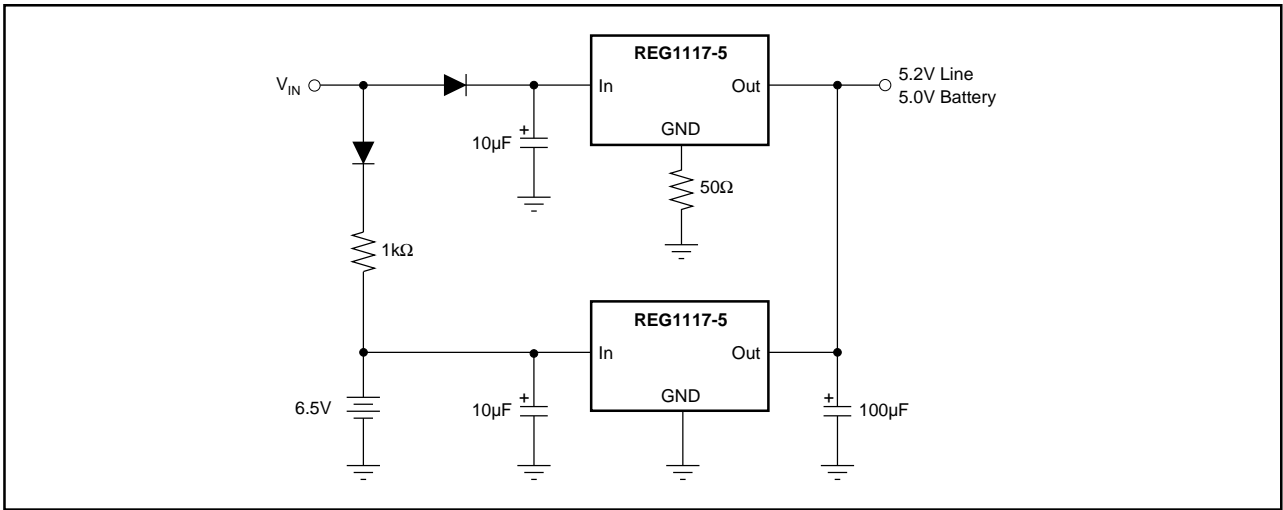 REG1117-5
V_IN
In
Out
GND
5.2V Line
5.0V Battery
+
10µF
50Ω
1kΩ
REG1117-5
In
Out
GND
6.5V
+
10µF
+
100µF